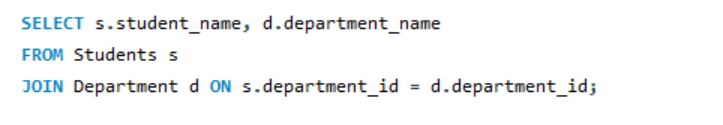 SELECT s.student_name, d.department_name
FROM Students s
JOIN Department d ON s.department_id = d.department_id;